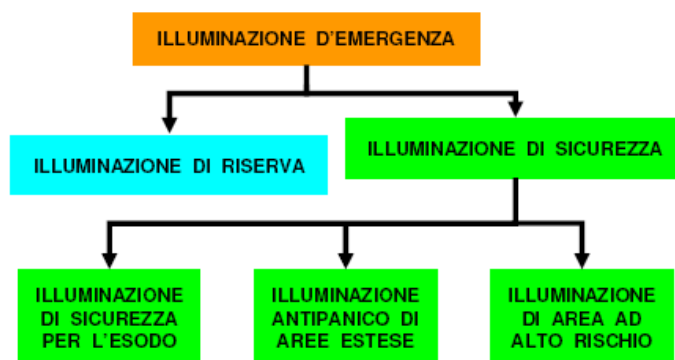 ILLUMINAZIONE D'EMERGENZA
ILLUMINAZIONE DI RISERVA
ILLUMINAZIONE DI SICUREZZA
ILLUMINAZIONE
DI SICUREZZA
PER L'ESODO
ILLUMINAZIONE
ANTIPANICO DI
AREE ESTESE
ILLUMINAZIONE
DI AREA AD
ALTO RISCHIO